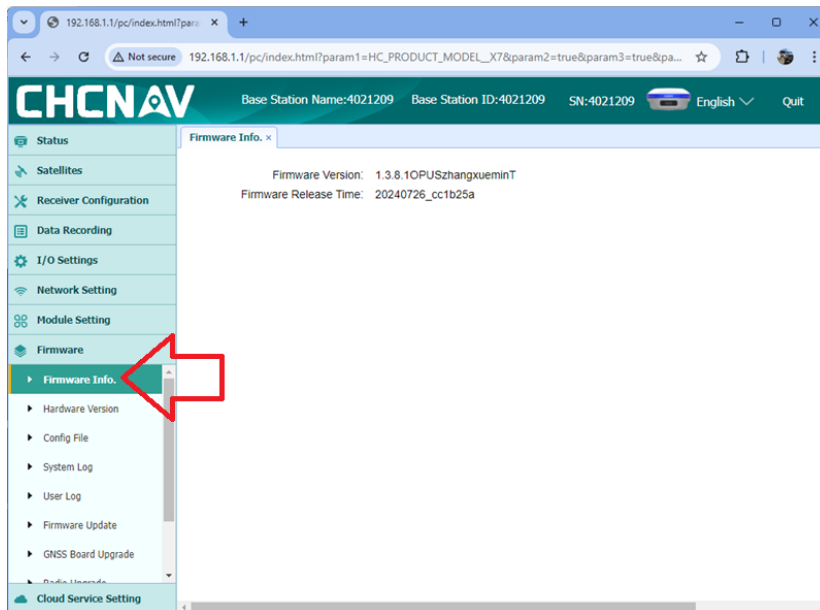 192.168.1.1/pc/index.html?para
Not secure 192.168.1.1/pc/index.html?param1=HC_PRODUCT_MODEL__X7&param2=true&param3=true&pa...
CHCNAV Base Station Name:4021209 Base Station ID:4021209 SN:4021209 English Quit
Status
Firmware Info. ×
Satellites
Firmware Version: 1.3.8.1OPUSzhangxueminT
Firmware Release Time: 20240726_cc1b25a
Receiver Configuration
Data Recording
I/O Settings
Network Setting
Module Setting
Firmware
Firmware Info.
Hardware Version
Config File
System Log
User Log
Firmware Update
GNSS Board Upgrade
Radio Upgrade
Cloud Service Setting